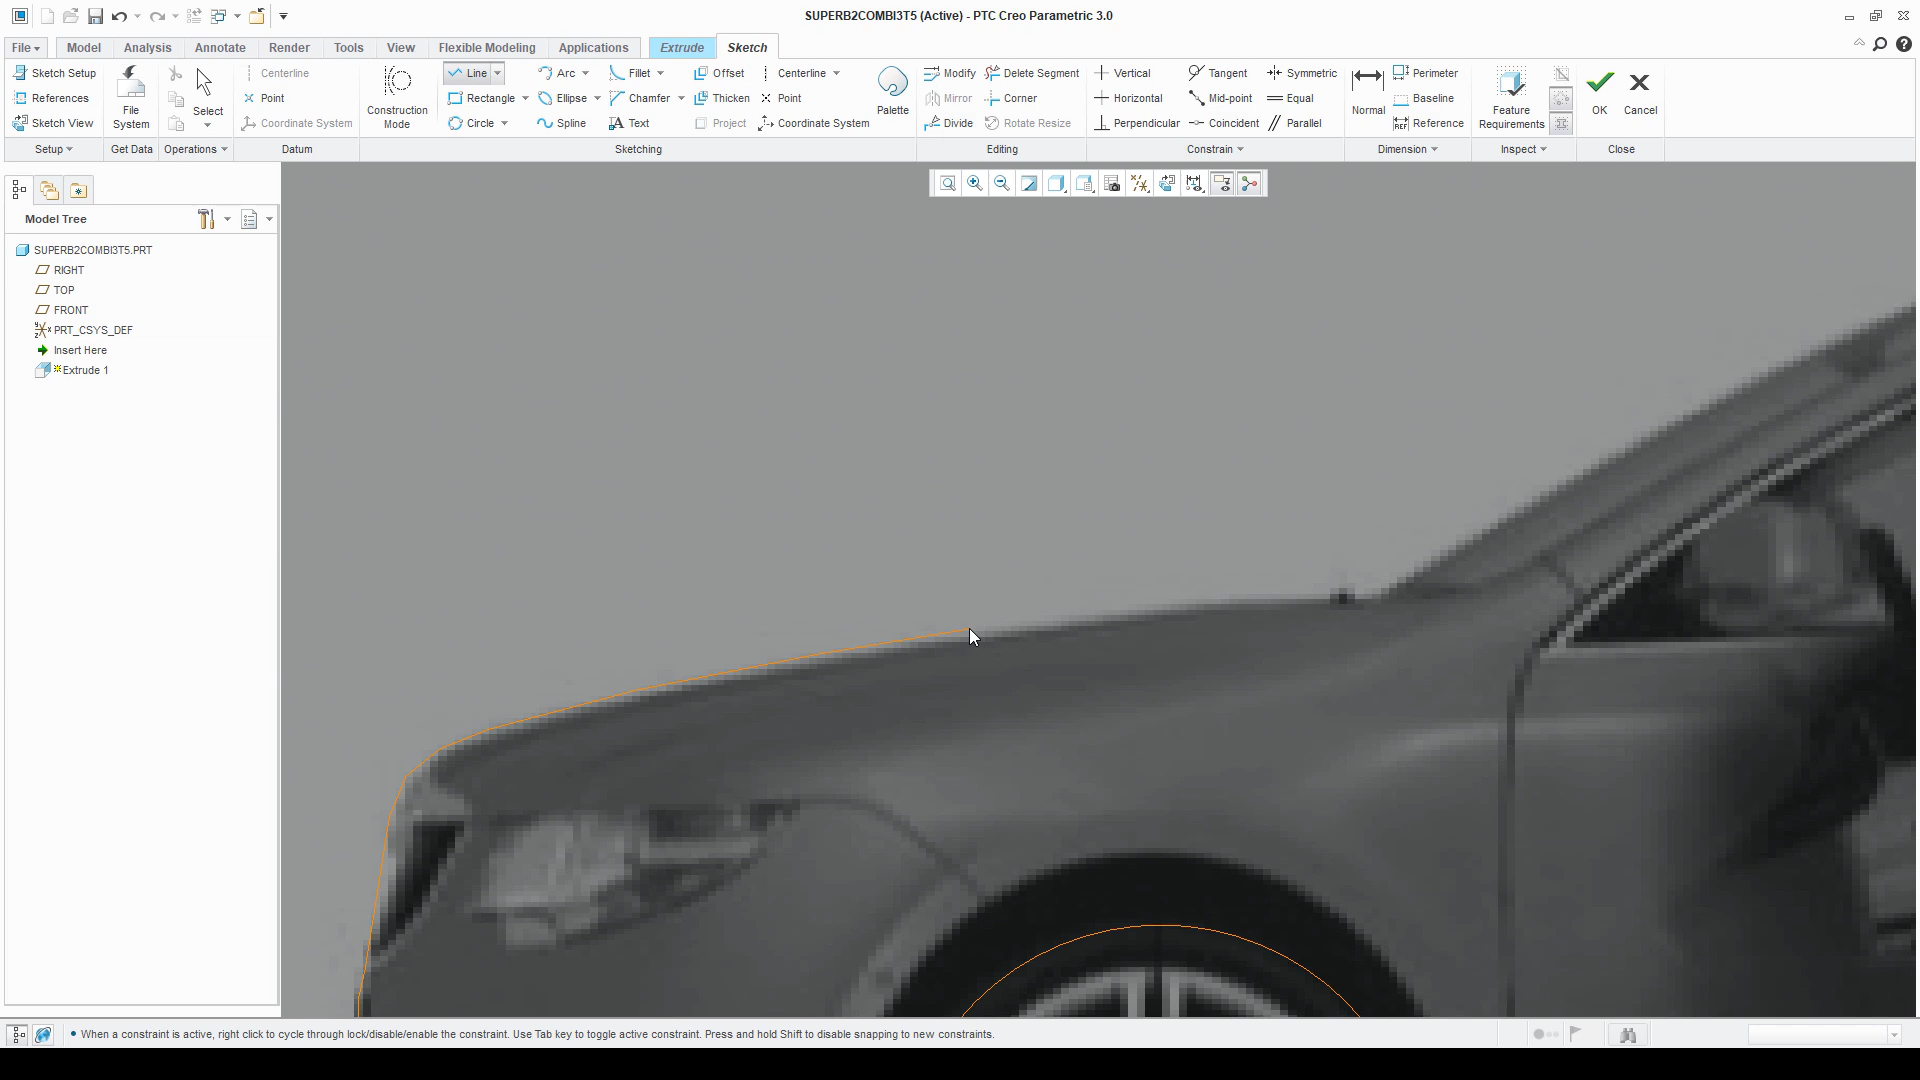 SUPERB2COMBI3T5 (Active) - PTC Creo Parametric 3.0
File Model Analysis Annotate Render Tools View Flexible Modeling Applications Extrude Sketch
Sketch Setup
References
Sketch View
Setup
File
System
Get Data
Select
Operations
Centerline
Point
Coordinate System
Datum
Construction
Mode
Line Arc Fillet Offset Centerline
Rectangle Ellipse Chamfer Thicken Point
Circle Spline Text Project Coordinate System
Palette
Sketching
Modify Delete Segment
Mirror Corner
Divide Rotate Resize
Editing
Vertical Tangent Symmetric
Horizontal Mid-point Equal
Perpendicular Coincident Parallel
Constrain
Normal
Perimeter
Baseline
Reference
Dimension
Feature
Requirements
Inspect
OK Cancel
Close
Model Tree
SUPERB2COMBI3T5.PRT
RIGHT
TOP
FRONT
PRT_CSYS_DEF
Insert Here
Extrude 1
• When a constraint is active, right click to cycle through lock/disable/enable the constraint. Use Tab key to toggle active constraint. Press and hold Shift to disable snapping to new constraints.